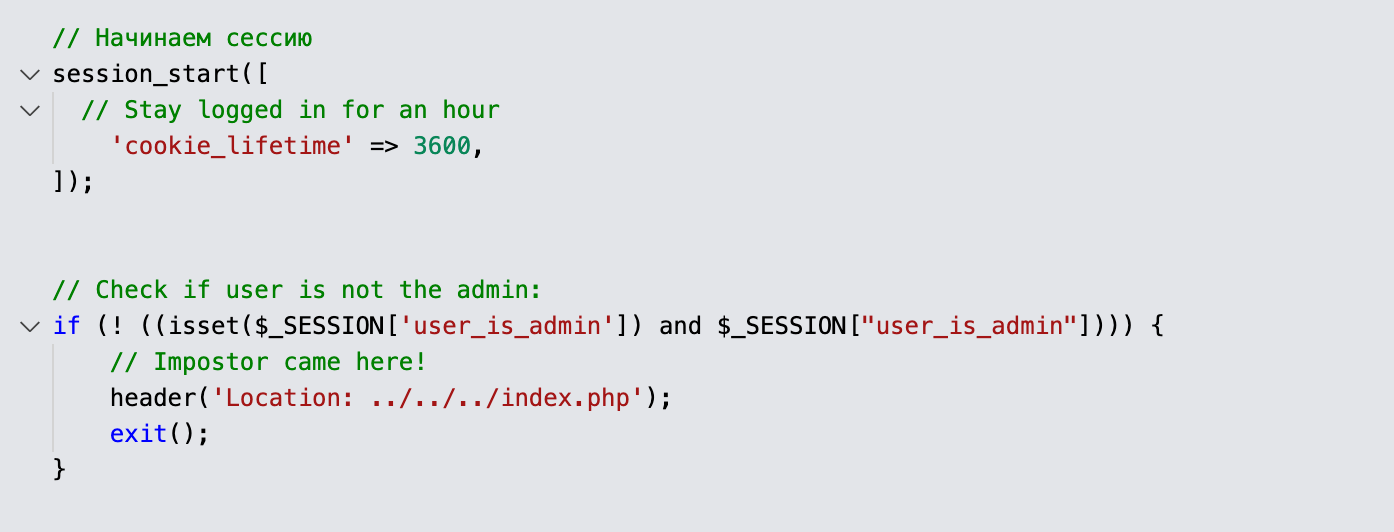 // Начинаем сессию
session_start([
// Stay logged in for an hour
'cookie_lifetime' => 3600,
]);
// Check if user is not the admin:
if (! ((isset($_SESSION['user_is_admin']) and $_SESSION["user_is_admin"]))) {
// Impostor came here!
header('Location: ../../../index.php');
exit();
}